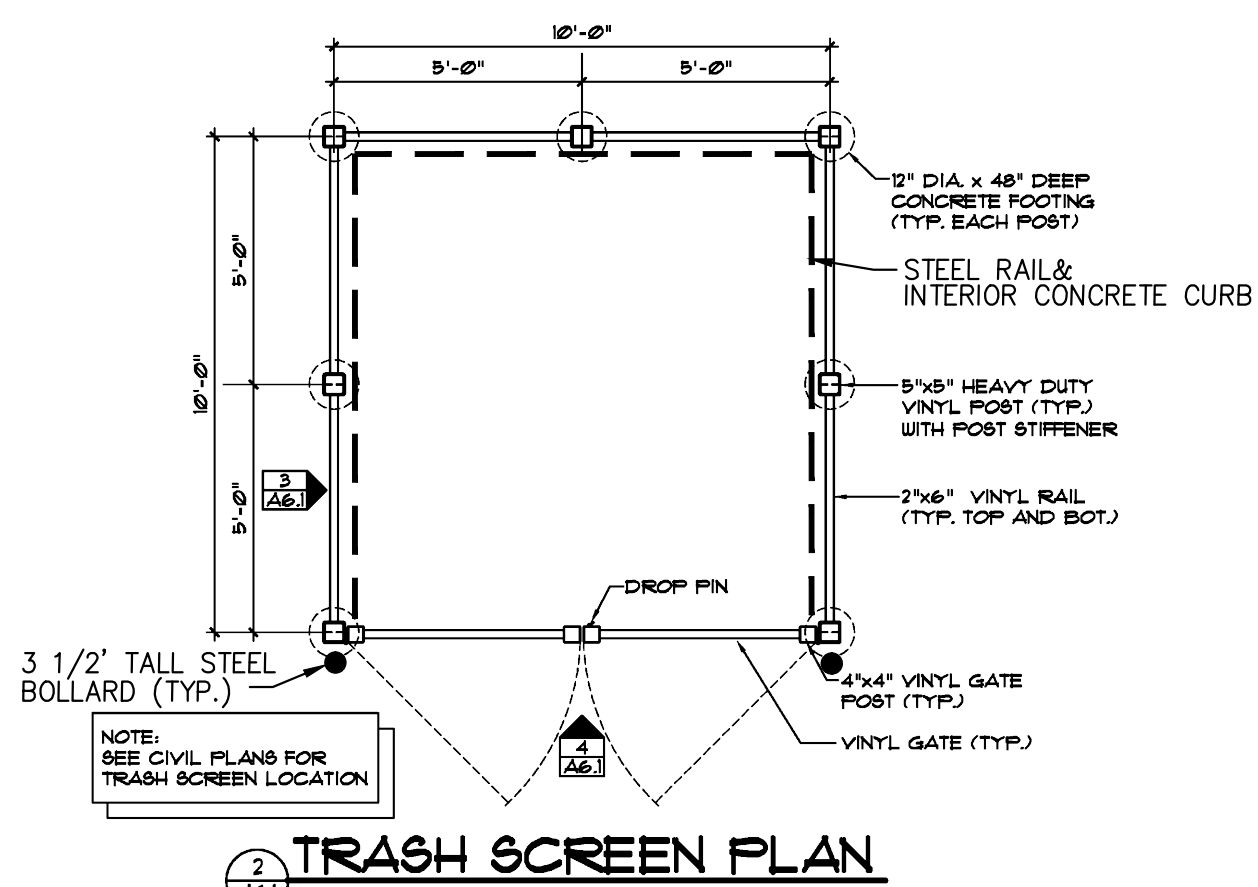 10'-0"
5'-0"
5'-0"
12" DIA. x 48" DEEP
CONCRETE FOOTING
(TYP. EACH POST)
STEEL RAIL&
INTERIOR CONCRETE CURB
5'-0"
10'-0"
5"x5" HEAVY DUTY
VINYL POST (TYP.)
WITH POST STIFFENER
3
A6.1
5'-0"
2"x6" VINYL RAIL
(TYP. TOP AND BOT.)
DROP PIN
3 1/2' TALL STEEL
BOLLARD (TYP.)
4"x4" VINYL GATE
POST (TYP.)
VINYL GATE (TYP.)
4
A6.1
NOTE:
SEE CIVIL PLANS FOR
TRASH SCREEN LOCATION
2
TRASH SCREEN PLAN